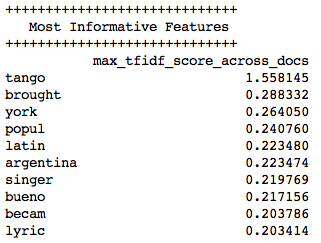 ++++++++++++++++++++++++++++++
Most Informative Features
++++++++++++++++++++++++++++++
max_tfidf_score_across_docs
tango 1.558145
brought 0.288332
york 0.264050
popul 0.240760
latin 0.223480
argentina 0.223474
singer 0.219769
bueno 0.217156
becam 0.203786
lyric 0.203414